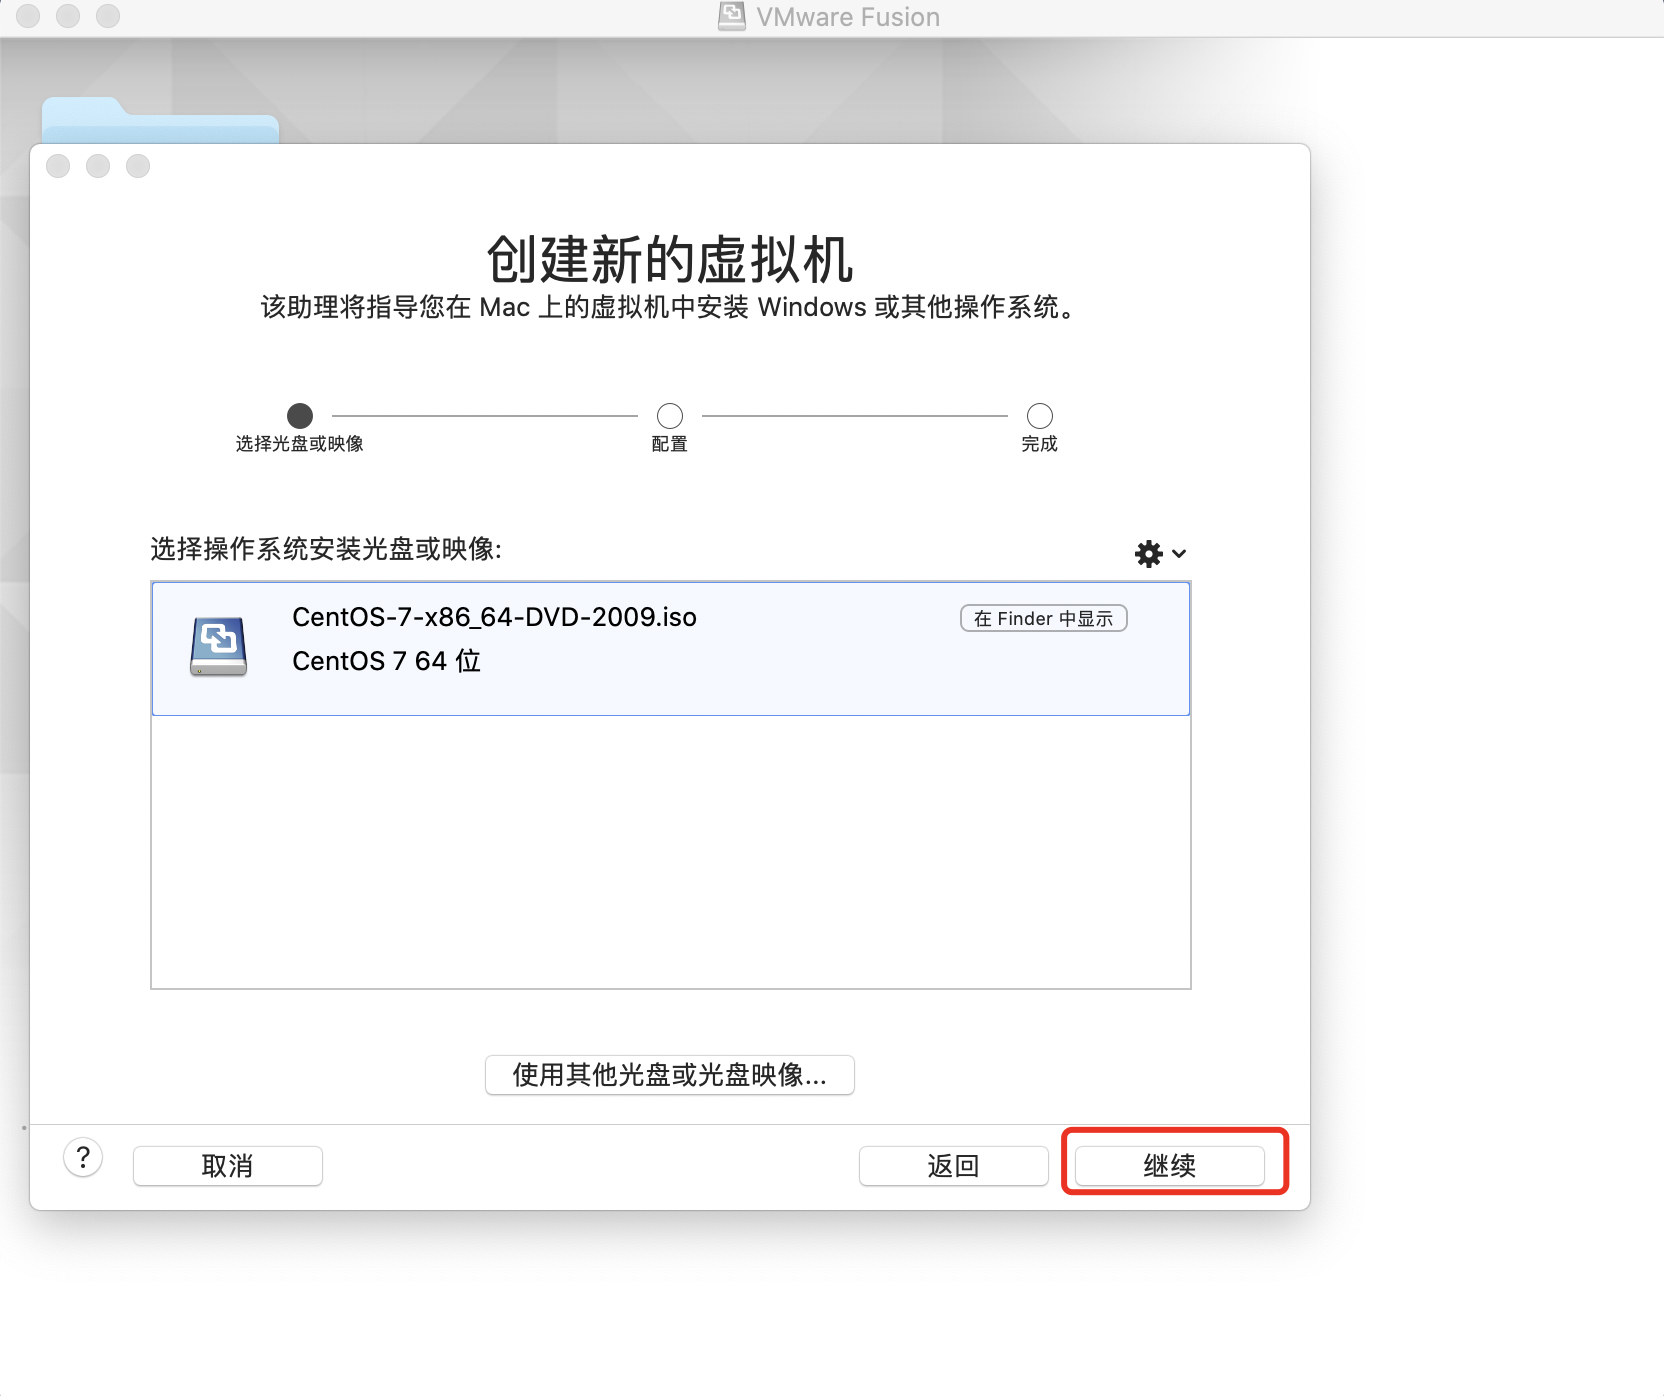 VMware Fusion
创建新的虚拟机
该助理将指导您在 Mac 上的虚拟机中安装 Windows 或其他操作系统。
选择光盘或映像
配置
完成
选择操作系统安装光盘或映像:
CentOS-7-x86_64-DVD-2009.iso
在 Finder 中显示
CentOS 7 64 位
使用其他光盘或光盘映像...
?
取消
返回
继续